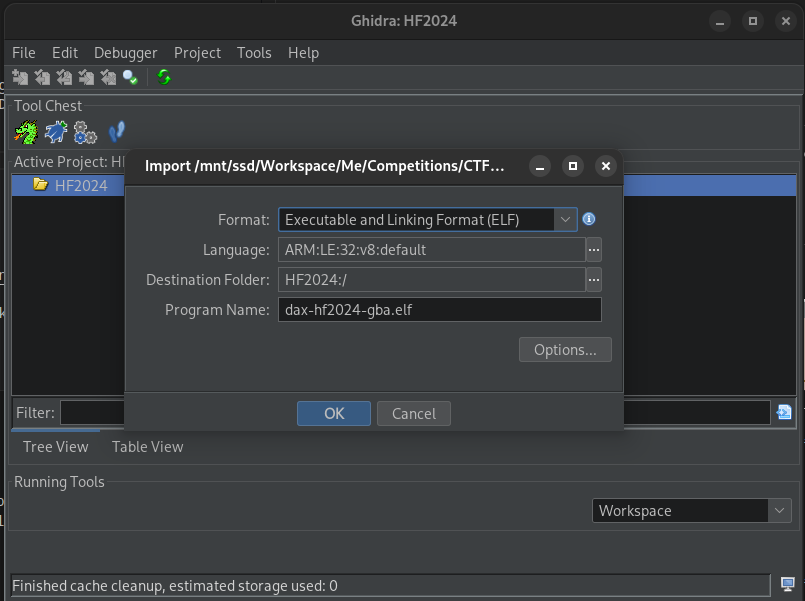 Ghidra: HF2024
File Edit Debugger Project Tools Help
Tool Chest
Active Project: HF
HF2024
Import /mnt/ssd/Workspace/Me/Competitions/CTF...
Format: Executable and Linking Format (ELF)
Language: ARM:LE:32:v8:default ...
Destination Folder: HF2024:/ ...
Program Name: dax-hf2024-gba.elf
Options...
OK Cancel
Filter:
Tree View Table View
Running Tools
Workspace
Finished cache cleanup, estimated storage used: 0